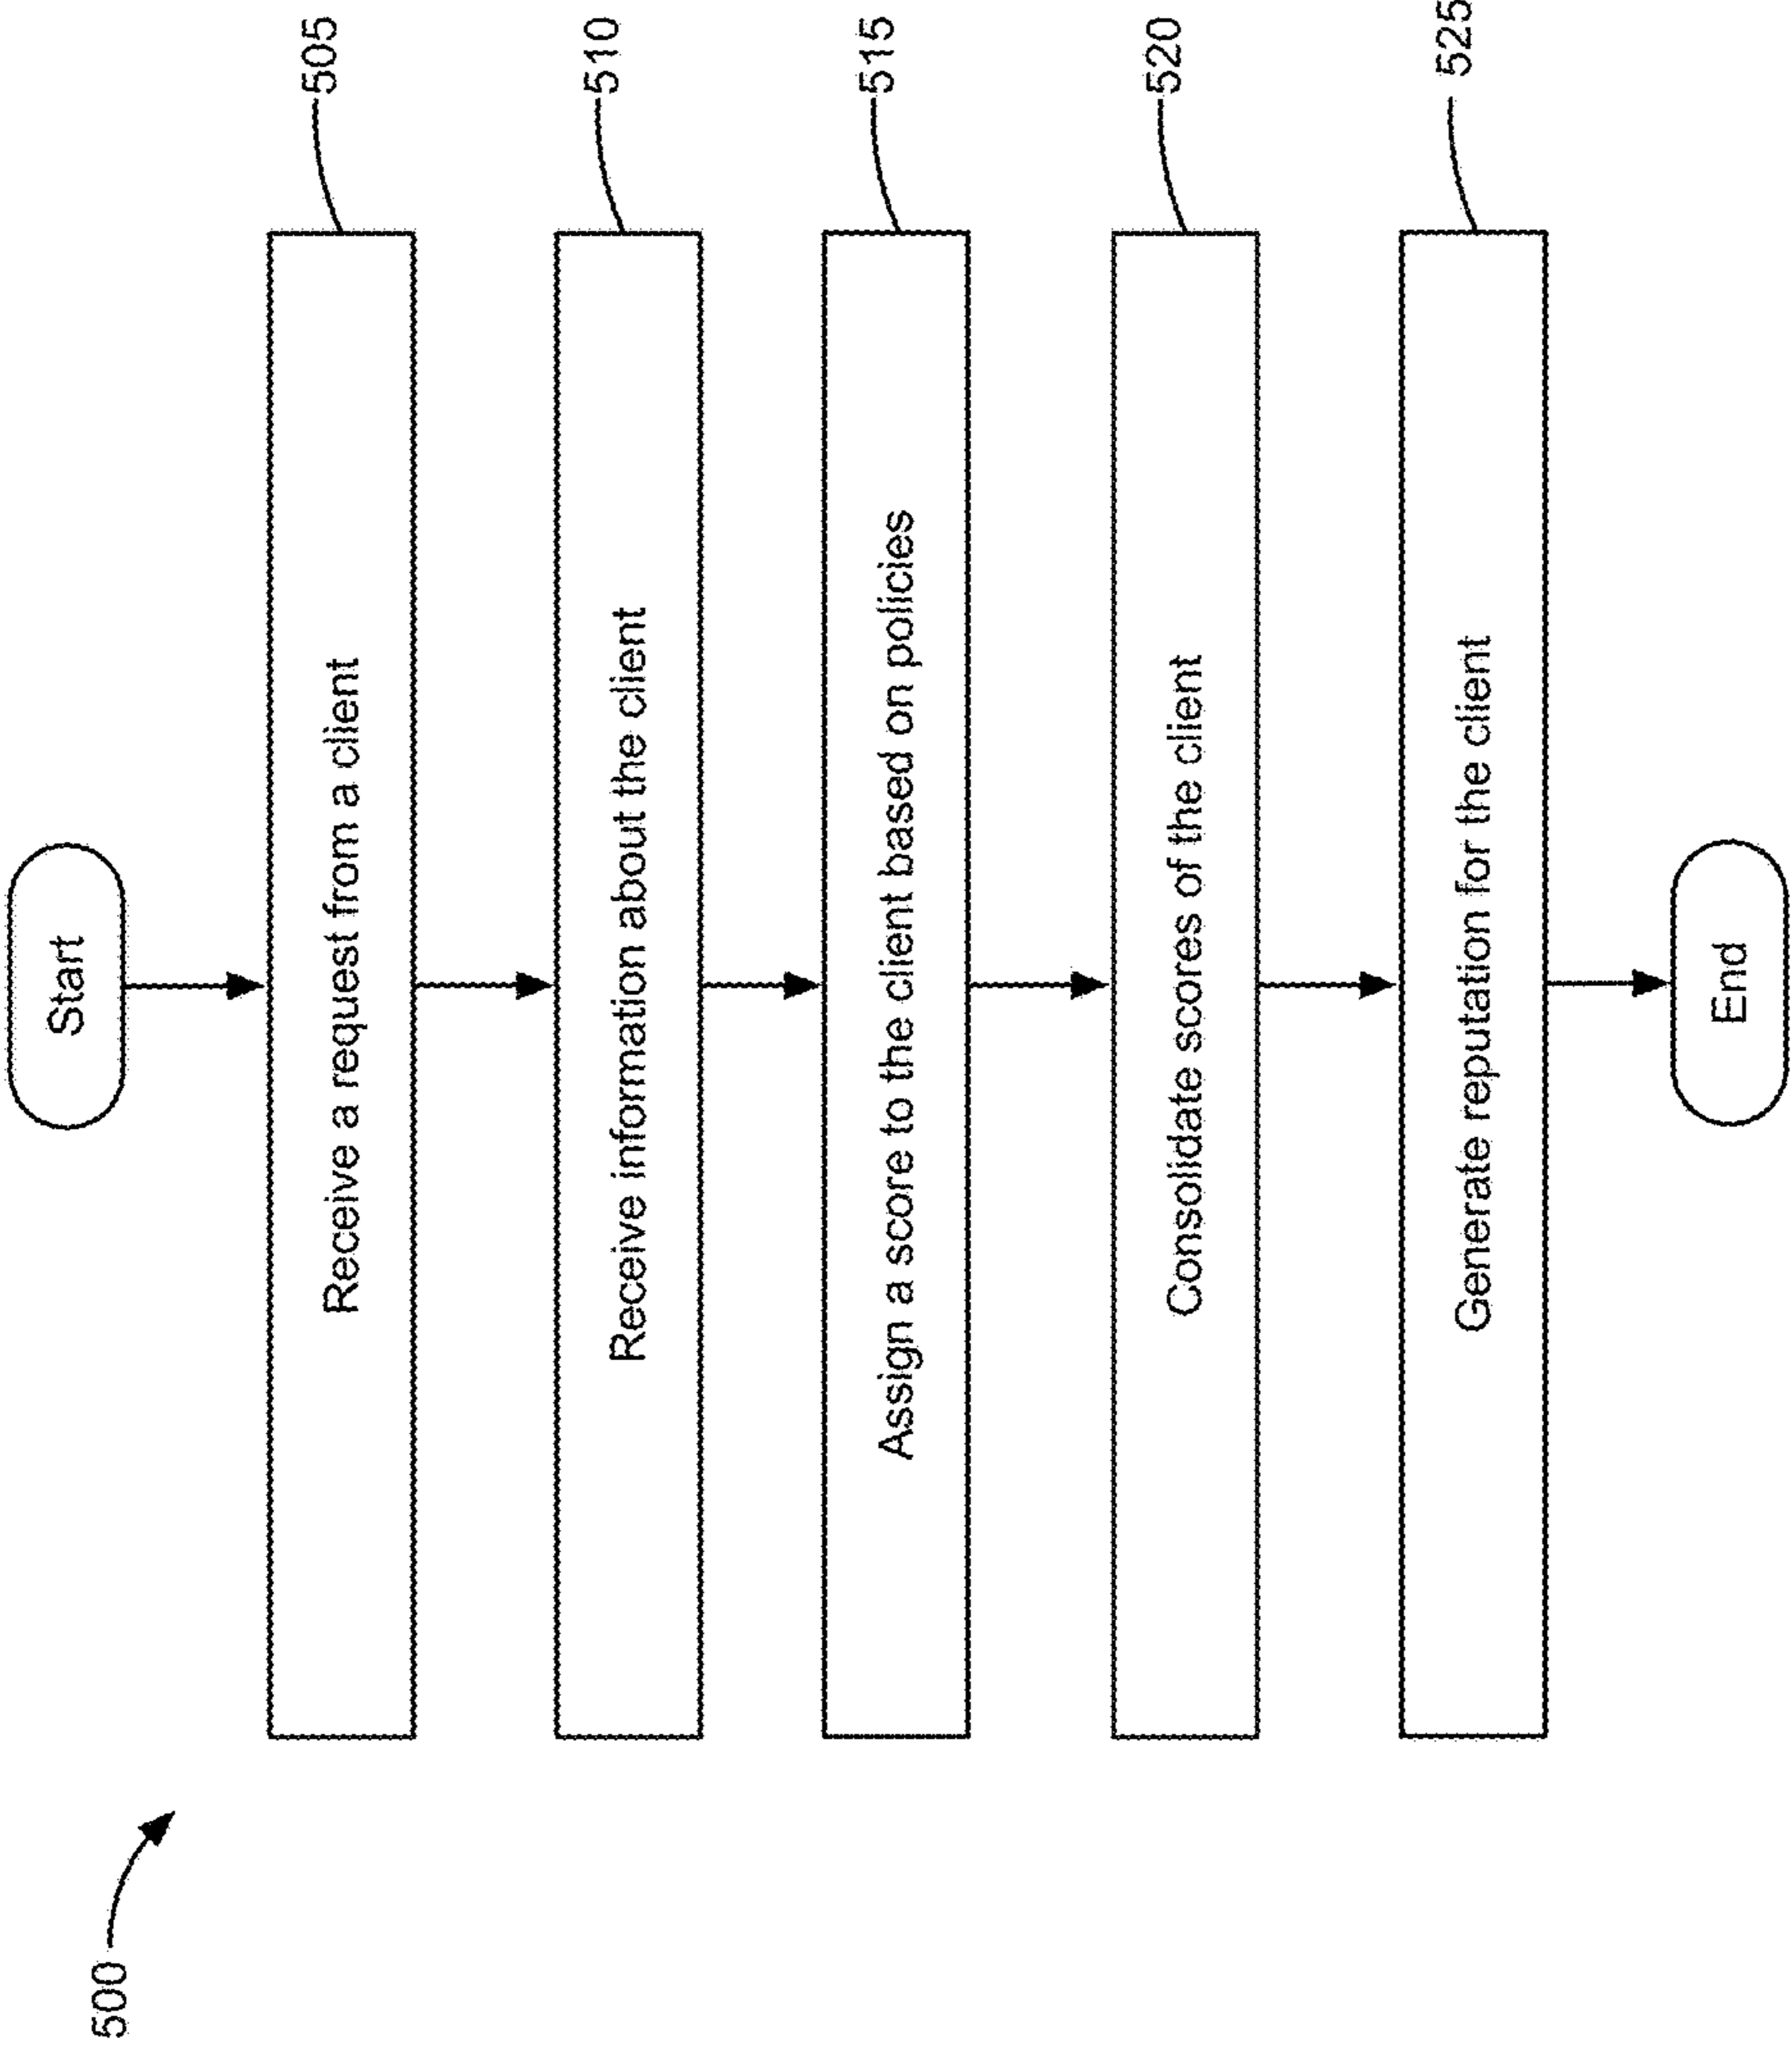 500
Start
Receive a request from a client
505
Receive information about the client
510
Assign a score to the client based on policies
515
Consolidate scores of the client
520
Generate reputation for the client
525
End